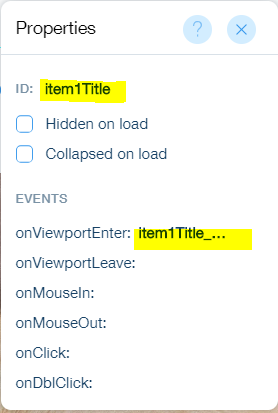 Properties
?
ID: item1Title
Hidden on load
Collapsed on load
EVENTS
onViewportEnter: item1Title_...
onViewportLeave:
onMouseIn:
onMouseOut:
onClick:
onDblClick: